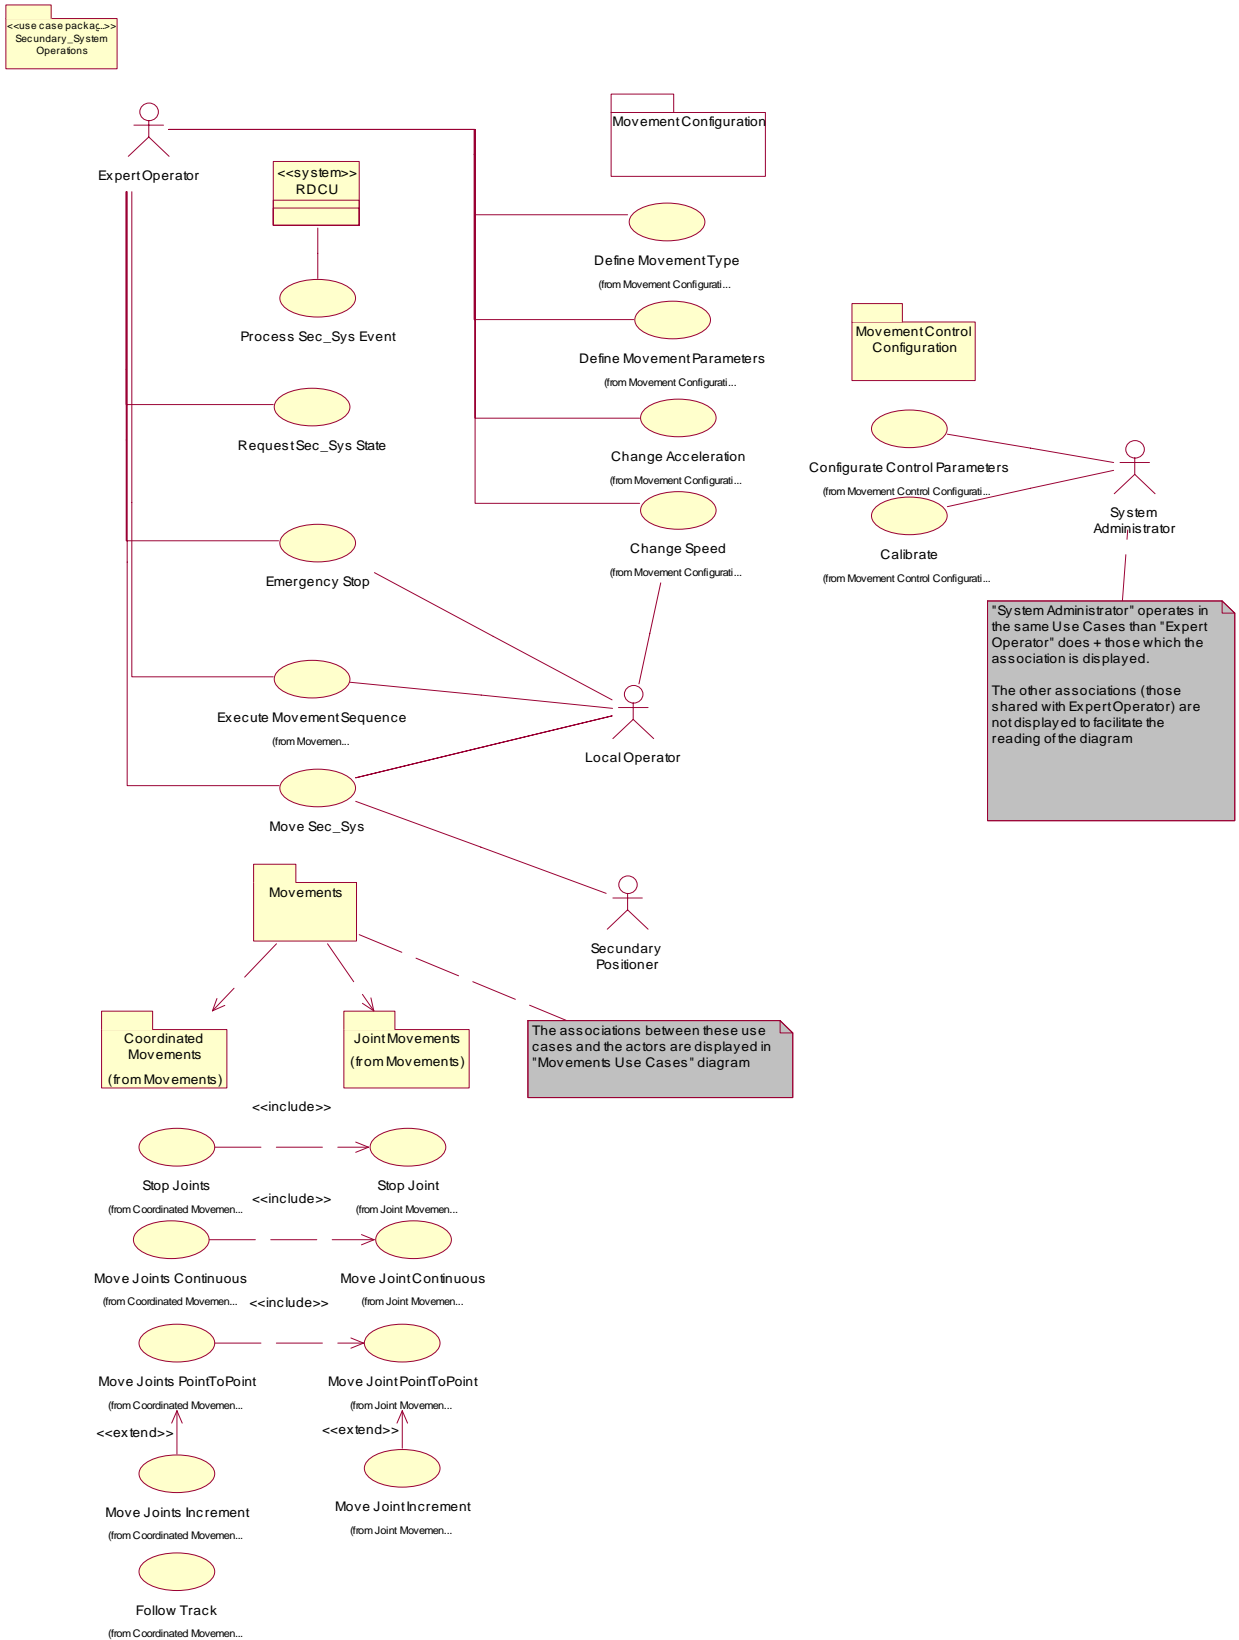 <<use case packag..>>
Secundary_System
Operations
Expert Operator
Movement Configuration
<<system>>
RDCU
Define Movement Type
(from Movement Configurati...
Process Sec_Sys Event
Define Movement Parameters
(from Movement Configurati...
Movement Control
Configuration
Request Sec_Sys State
Change Acceleration
(from Movement Configurati...
Configurate Control Parameters
(from Movement Control Configurati...
System
Administrator
Emergency Stop
Change Speed
(from Movement Configurati...
Calibrate
(from Movement Control Configurati...
"System Administrator" operates in
the same Use Cases than "Expert
Operator" does + those which the
association is displayed.
The other associations (those
shared with Expert Operator) are
not displayed to facilitate the
reading of the diagram
Execute Movement Sequence
(from Movemen...
Local Operator
Move Sec_Sys
Movements
Secundary
Positioner
Coordinated
Movements
(from Movements)
Joint Movements
(from Movements)
The associations between these use
cases and the actors are displayed in
"Movements Use Cases" diagram
<<include>>
Stop Joints
(from Coordinated Movemen...
Stop Joint
(from Joint Movemen...
<<include>>
Move Joints Continuous
(from Coordinated Movemen...
Move Joint Continuous
(from Joint Movemen...
<<include>>
Move Joints PointToPoint
(from Coordinated Movemen...
Move Joint PointToPoint
(from Joint Movemen...
<<extend>>
<<extend>>
Move Joints Increment
(from Coordinated Movemen...
Move Joint Increment
(from Joint Movemen...
Follow Track
(from Coordinated Movemen...